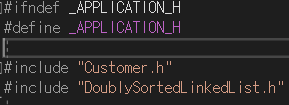 #ifndef _APPLICATION_H
#define _APPLICATION_H
#include "Customer.h"
#include "DoublySortedLinkedList.h"